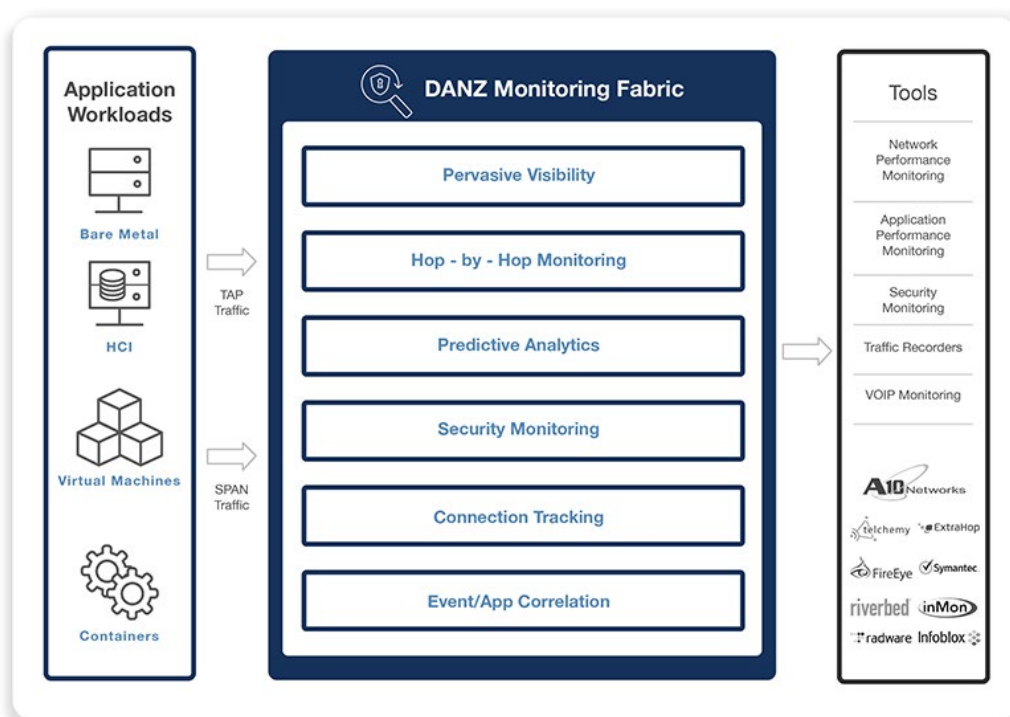 Application
Workloads
Bare Metal
HCI
Virtual Machines
Containers
TAP
Traffic
SPAN
Traffic
DANZ Monitoring Fabric
Pervasive Visibility
Hop - by - Hop Monitoring
Predictive Analytics
Security Monitoring
Connection Tracking
Event/App Correlation
Tools
Network
Performance
Monitoring
Application
Performance
Monitoring
Security
Monitoring
Traffic Recorders
VOIP Monitoring
A10 Networks
telchemy ExtraHop
FireEye Symantec
riverbed inMon
radware Infoblox